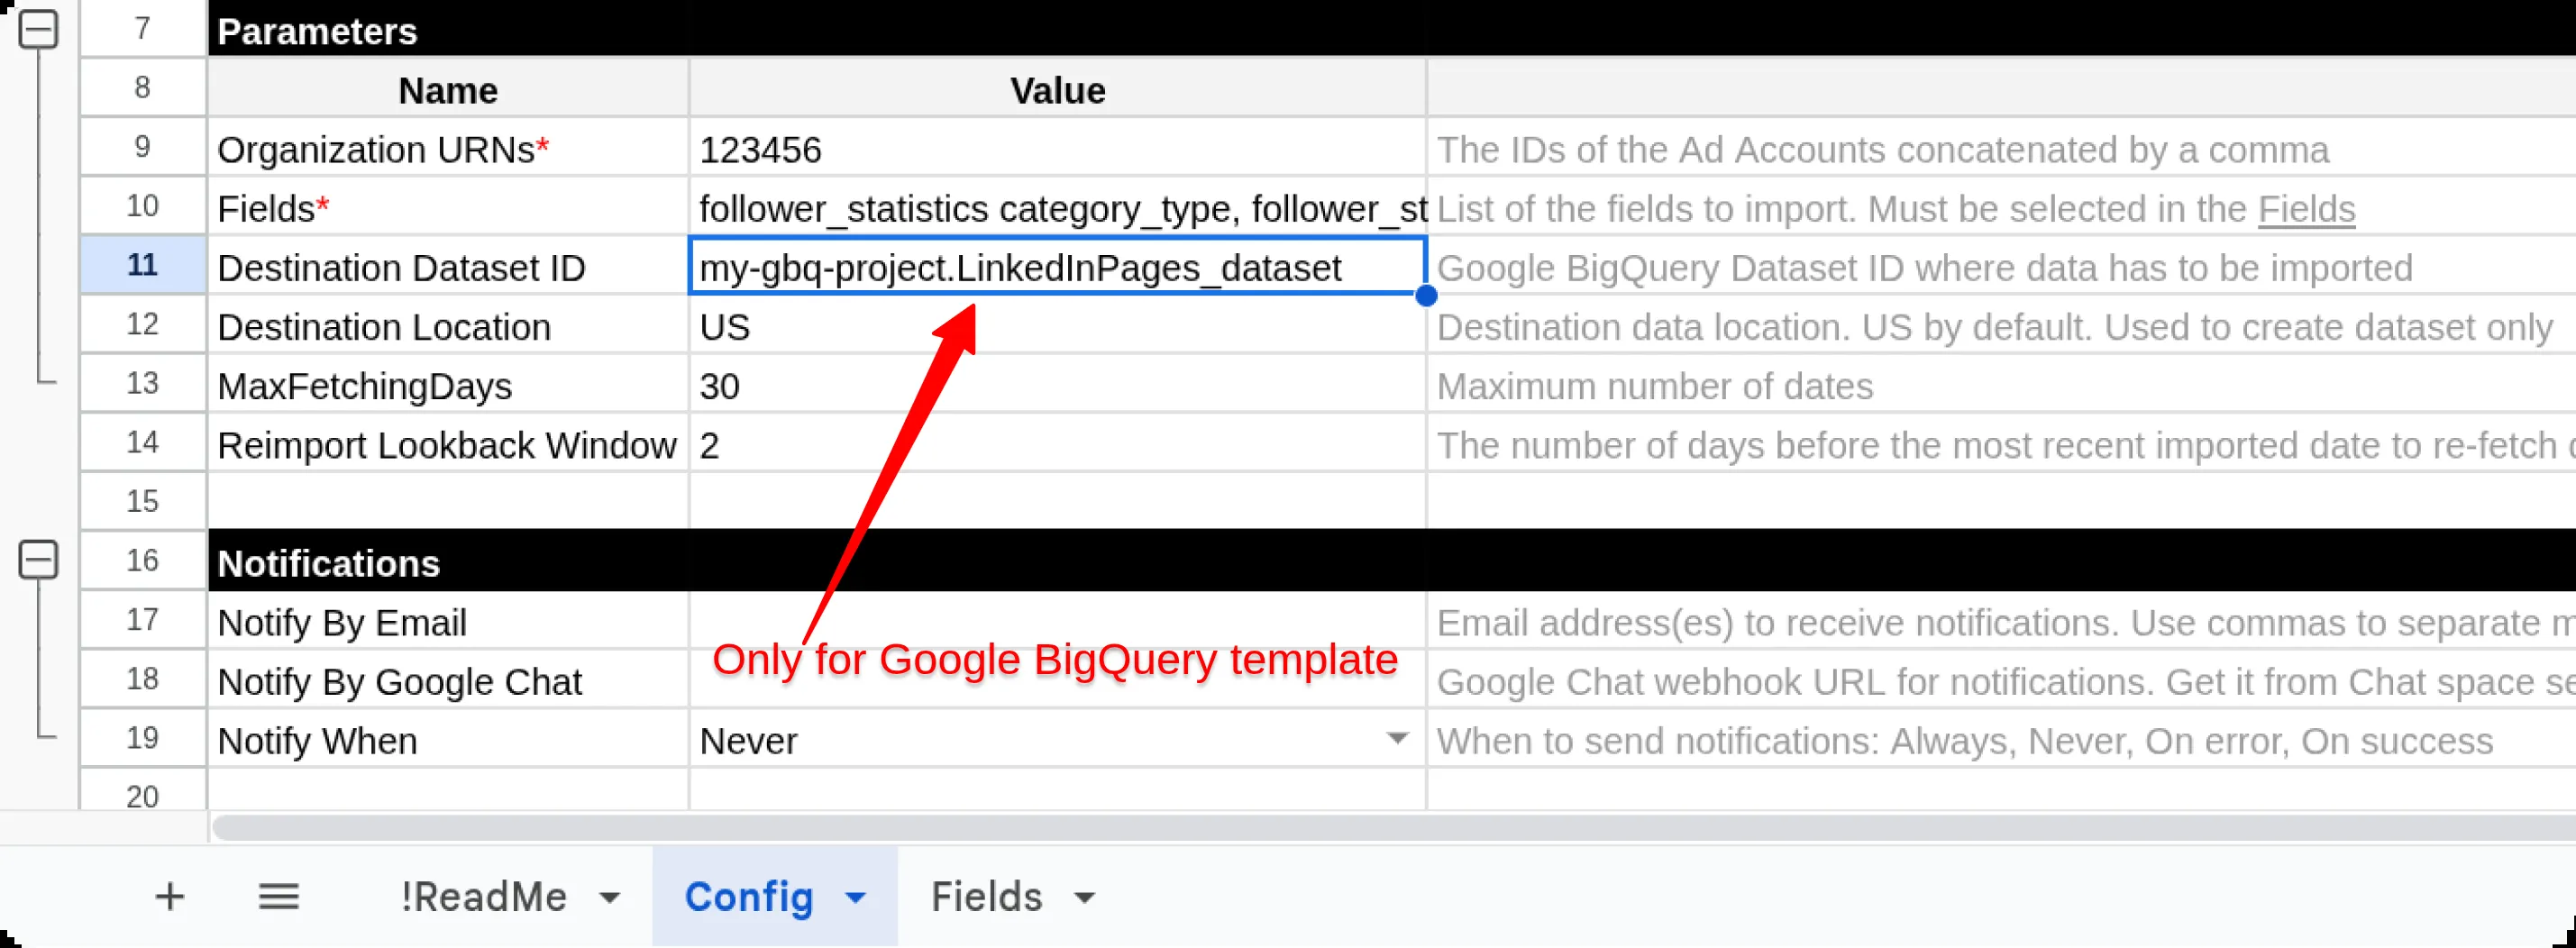 7 Parameters
8 Name Value
9 Organization URNs* 123456 The IDs of the Ad Accounts concatenated by a comma
10 Fields* follower_statistics category_type, follower_st List of the fields to import. Must be selected in the Fields
11 Destination Dataset ID my-gbq-project.LinkedInPages_dataset Google BigQuery Dataset ID where data has to be imported
12 Destination Location US Destination data location. US by default. Used to create dataset only
13 MaxFetchingDays 30 Maximum number of dates
14 Reimport Lookback Window 2 The number of days before the most recent imported date to re-fetch
15
16 Notifications
17 Notify By Email Email address(es) to receive notifications. Use commas to separate
Only for Google BigQuery template
18 Notify By Google Chat Google Chat webhook URL for notifications. Get it from Chat space se
19 Notify When Never When to send notifications: Always, Never, On error, On success
20
+ !ReadMe Config Fields